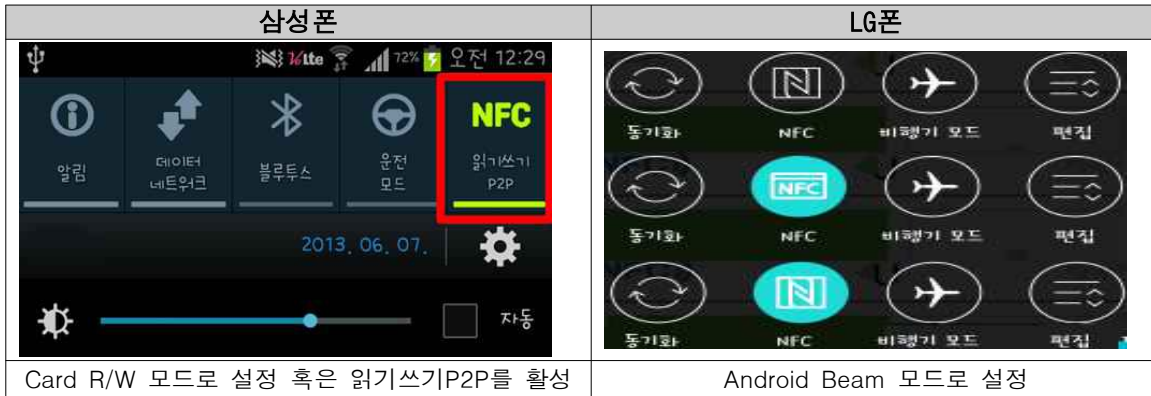 삼성폰
LG폰
lte 72% 오전 12:29
NFC
알림
데이터
네트워크
블루투스
운전
모드
읽기쓰기
P2P
2013. 06. 07.
자동
동기화 NFC 비행기 모드 편집
NFC
동기화 NFC 비행기 모드 편집
동기화 NFC 비행기 모드 편집
Card R/W 모드로 설정 혹은 읽기쓰기P2P를 활성
Android Beam 모드로 설정